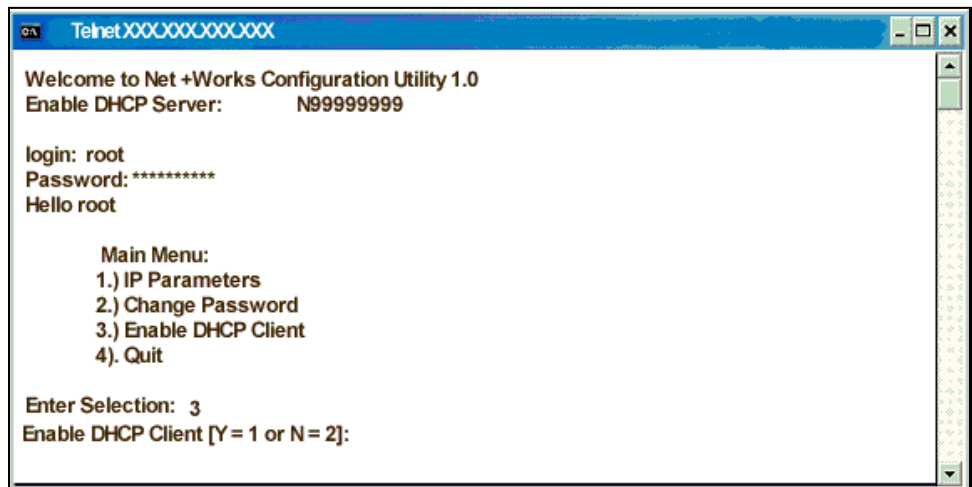 Telnet XXX.XXX.XXX.XXX
Welcome to Net +Works Configuration Utility 1.0
Enable DHCP Server: N99999999
login: root
Password: **********
Hello root
Main Menu:
1.) IP Parameters
2.) Change Password
3.) Enable DHCP Client
4). Quit
Enter Selection: 3
Enable DHCP Client [Y = 1 or N = 2]: